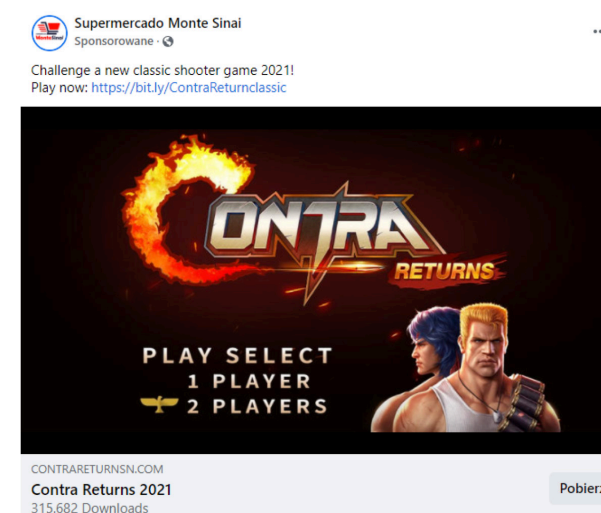 Supermercado Monte Sinai
Sponsorowane ·
Challenge a new classic shooter game 2021!
Play now: https://bit.ly/ContraReturnclassic
CONTRA
RETURNS
PLAY SELECT
1 PLAYER
2 PLAYERS
CONTRARETURNSN.COM
Contra Returns 2021
Pobierz
315,682 Downloads